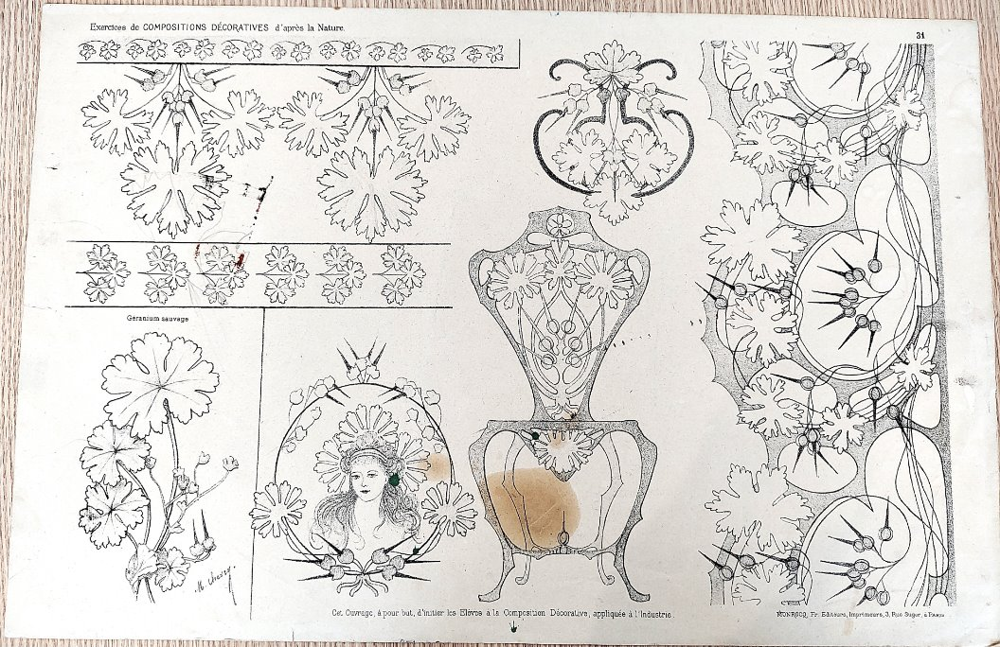 Exercices de COMPOSITIONS DÉCORATIVES d'après la Nature.
31
Géranium sauvage
Cet Ouvrage, à pour but, d'initier les Elèves à la Composition Décorative, appliquée à l'Industrie.
MONROCQ, Fr. Editeurs, Imprimeurs, 3, Rue Suger, à PARIS